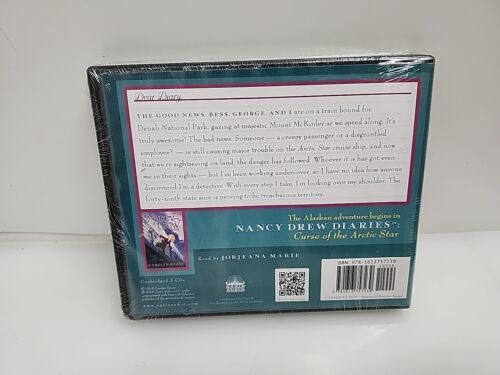 Dear Diary,
THE GOOD NEWS: BESS, GEORGE, AND I are on a train bound for
Denali National Park, gazing at majestic Mount McKinley as we speed along. It's
truly awesome! The bad news: Someone — a creepy passenger or a disgruntled
employee? — is still causing major trouble on the Arctic Star cruise ship, and now
that we're sightseeing on land, the danger has followed. Whoever it is has got even
me in their sights — but I've been working undercover, so I have no idea how anyone
discovered I'm a detective. With every step I take, I'm looking over my shoulder. The
forty-ninth state sure is proving to be treacherous territory.
The Alaskan adventure begins in
NANCY DREW DIARIES™:
Curse of the Arctic Star
Read by JORJEANA MARIE
CAROLYN KEENE
Unabridged 3 CDs
ISBN 978-1613757239